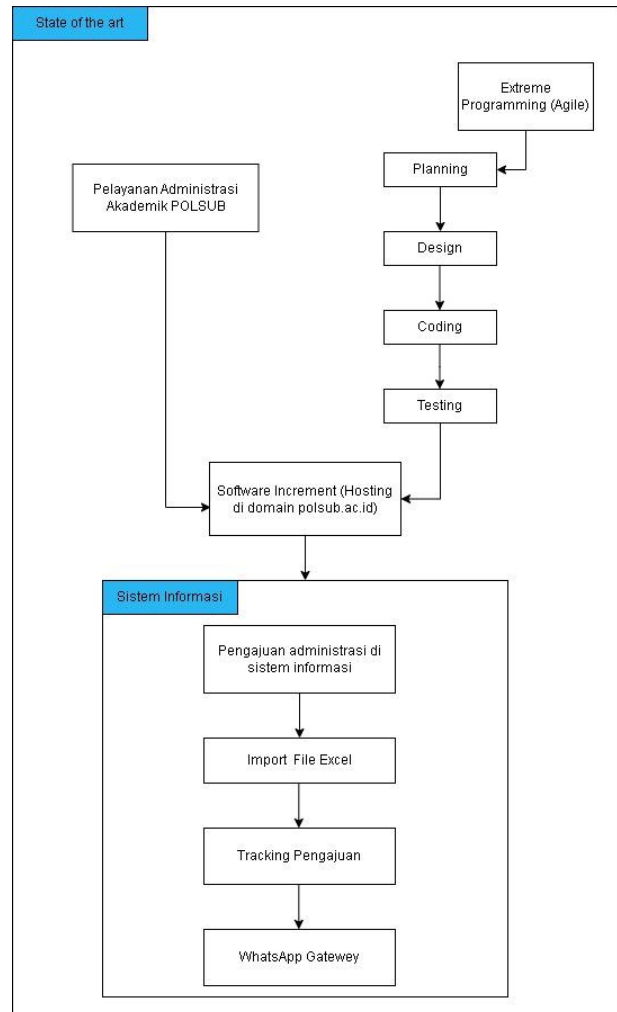 State of the art
Extreme
Programming (Agile)
Pelayanan Administrasi
Akademik POLSUB
Planning
Design
Coding
Testing
Software Increment (Hosting
di domain polsub.ac.id)
Sistem Informasi
Pengajuan administrasi di
sistem informasi
Import File Excel
Tracking Pengajuan
WhatsApp Gatewey